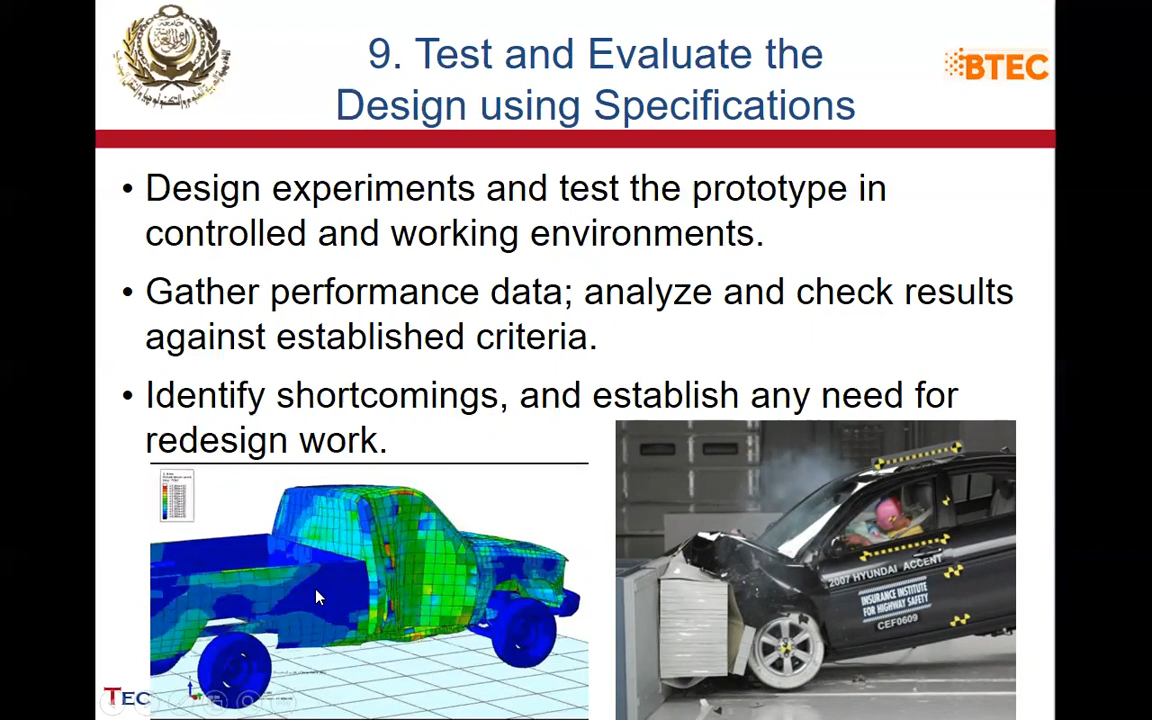 9. Test and Evaluate the
Design using Specifications
BTEC
• Design experiments and test the prototype in
controlled and working environments.
• Gather performance data; analyze and check results
against established criteria.
• Identify shortcomings, and establish any need for
redesign work.
2007 HYUNDAI ACCENT
INSURANCE INSTITUTE
FOR HIGHWAY SAFETY
CEF0609
TEC